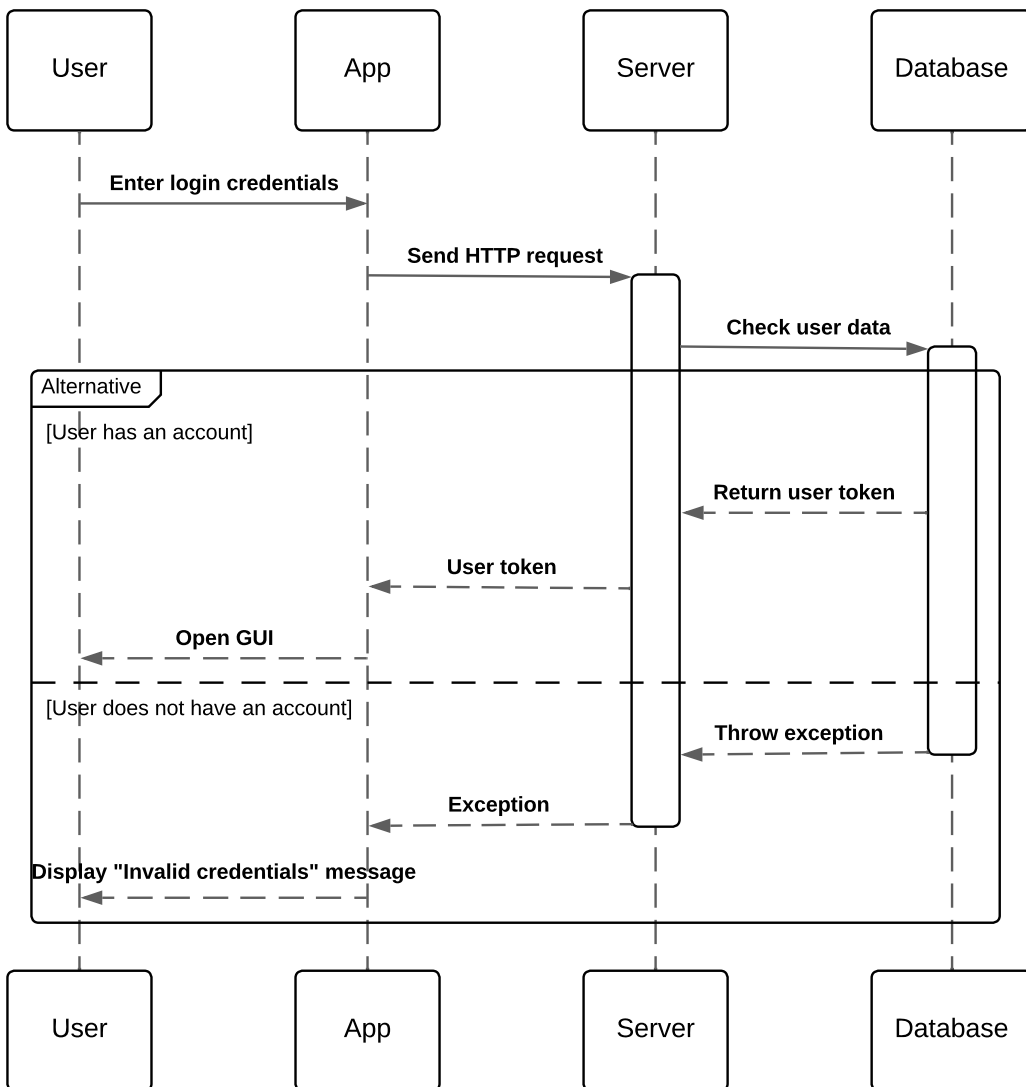 User
App
Server
Database
Enter login credentials
Send HTTP request
Check user data
Alternative
[User has an account]
Return user token
User token
Open GUI
[User does not have an account]
Throw exception
Exception
Display "Invalid credentials" message
User
App
Server
Database